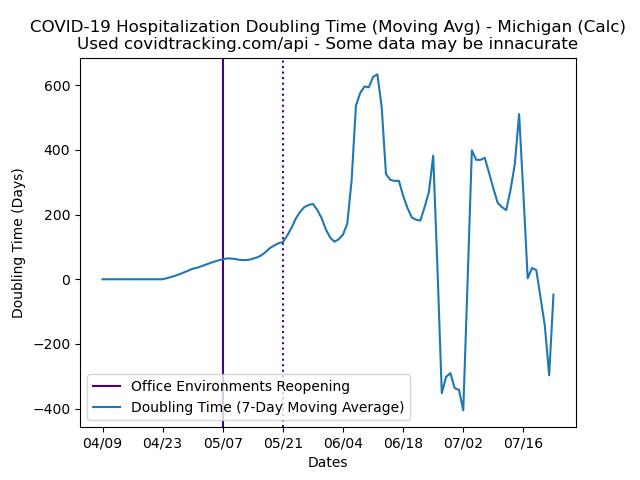 COVID-19 Hospitalization Doubling Time (Moving Avg) - Michigan (Calc)
Used covidtracking.com/api - Some data may be innacurate
Doubling Time (Days)
600
400
200
0
−200
−400
Office Environments Reopening
Doubling Time (7-Day Moving Average)
04/09 04/23 05/07 05/21 06/04 06/18 07/02 07/16
Dates